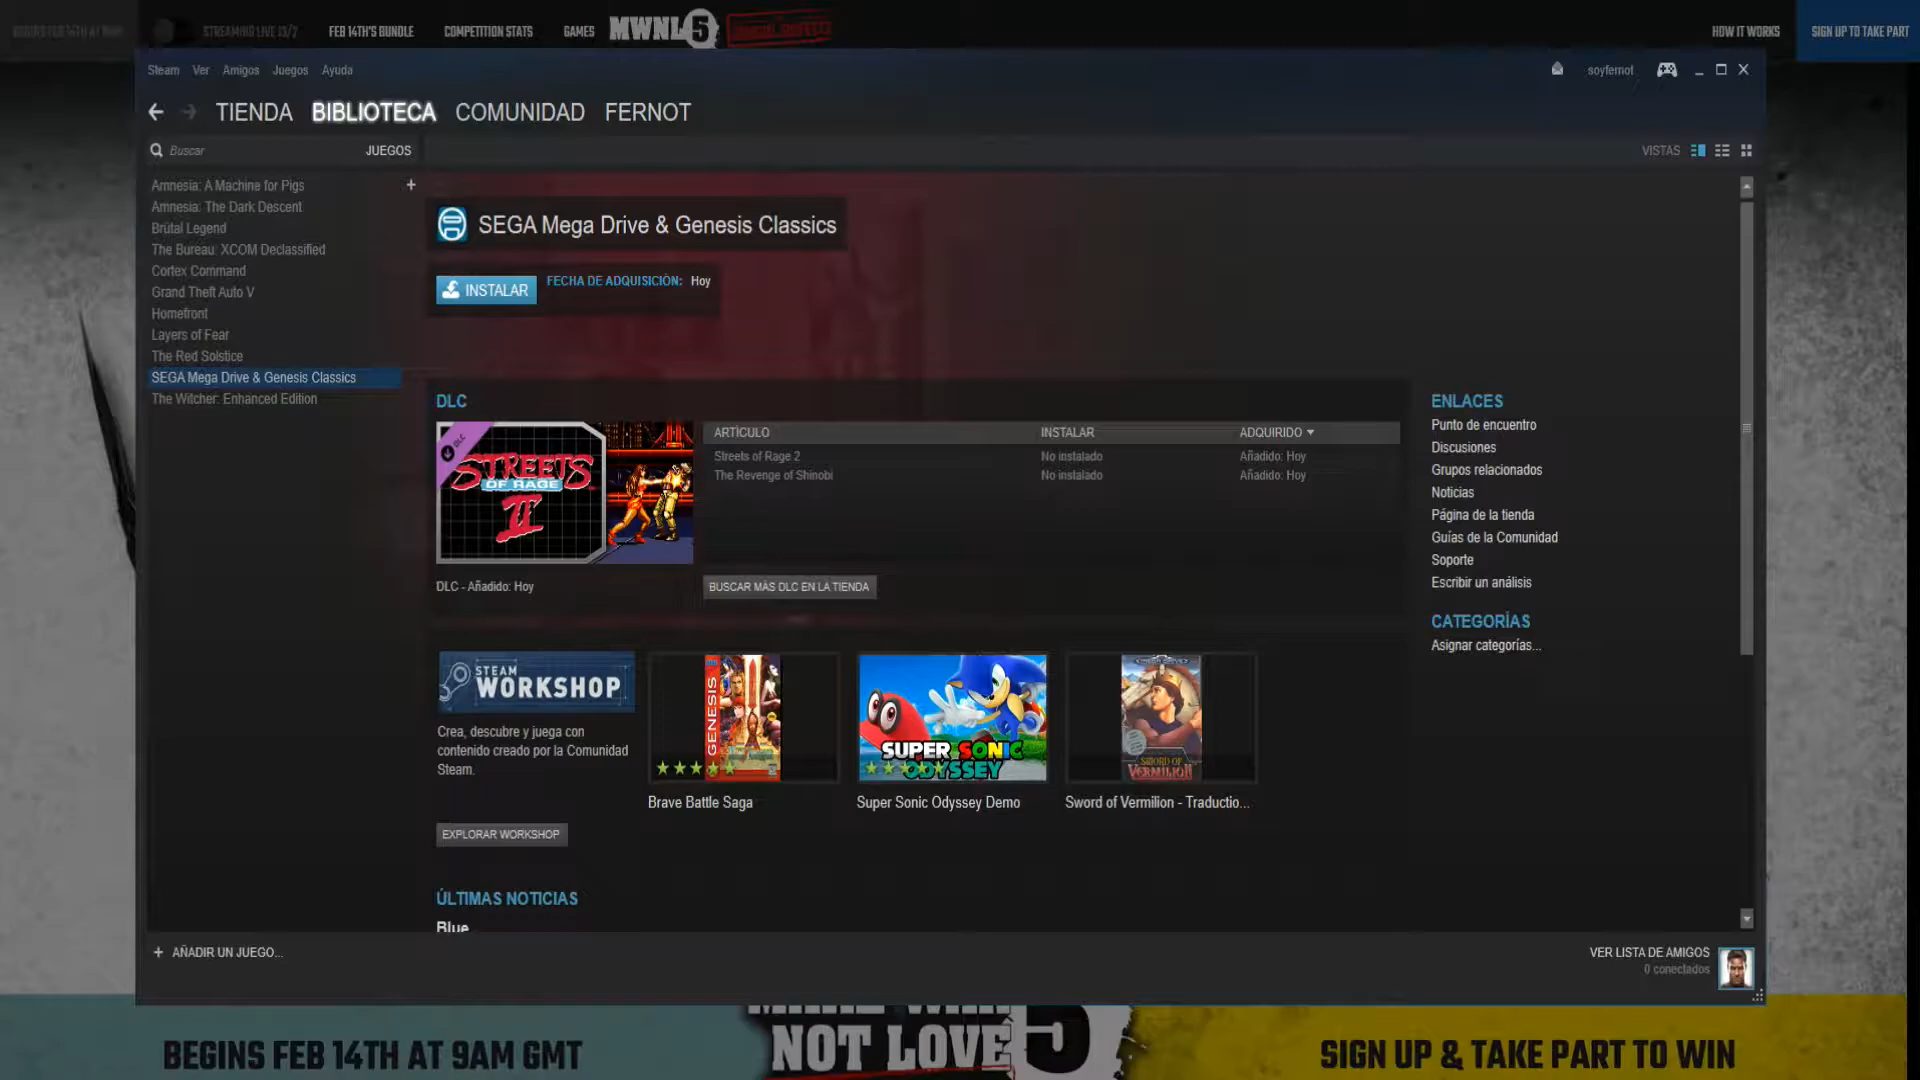 STREAMING LIVE 13/7
FEB 14TH'S BUNDLE
COMPETITION STATS
GAMES
MWNL5
HOW IT WORKS
SIGN UP TO TAKE PART
Steam Ver Amigos Juegos Ayuda
soyfernot
TIENDA BIBLIOTECA COMUNIDAD FERNOT
Buscar
JUEGOS
VISTAS
Amnesia: A Machine for Pigs
Amnesia: The Dark Descent
Brütal Legend
The Bureau: XCOM Declassified
Cortex Command
Grand Theft Auto V
Homefront
Layers of Fear
The Red Solstice
SEGA Mega Drive & Genesis Classics
The Witcher: Enhanced Edition
SEGA Mega Drive & Genesis Classics
INSTALAR
FECHA DE ADQUISICIÓN: Hoy
DLC
DLC
STREETS
OF RAGE
II
DLC - Añadido: Hoy
ARTÍCULO INSTALAR ADQUIRIDO
Streets of Rage 2 No instalado Añadido: Hoy
The Revenge of Shinobi No instalado Añadido: Hoy
BUSCAR MÁS DLC EN LA TIENDA
ENLACES
Punto de encuentro
Discusiones
Grupos relacionados
Noticias
Página de la tienda
Guías de la Comunidad
Soporte
Escribir un análisis
CATEGORÍAS
Asignar categorías...
STEAM
WORKSHOP
Crea, descubre y juega con
contenido creado por la Comunidad
Steam.
EXPLORAR WORKSHOP
GENESIS
Brave Battle Saga
SUPER SONIC
ODYSSEY
Super Sonic Odyssey Demo
SWORD OF
VERMILION
Sword of Vermilion - Traductio...
ÚLTIMAS NOTICIAS
Blue
+ AÑADIR UN JUEGO...
VER LISTA DE AMIGOS
0 conectados
BEGINS FEB 14TH AT 9AM GMT
MAKE WAR
NOT LOVE 5
SIGN UP & TAKE PART TO WIN